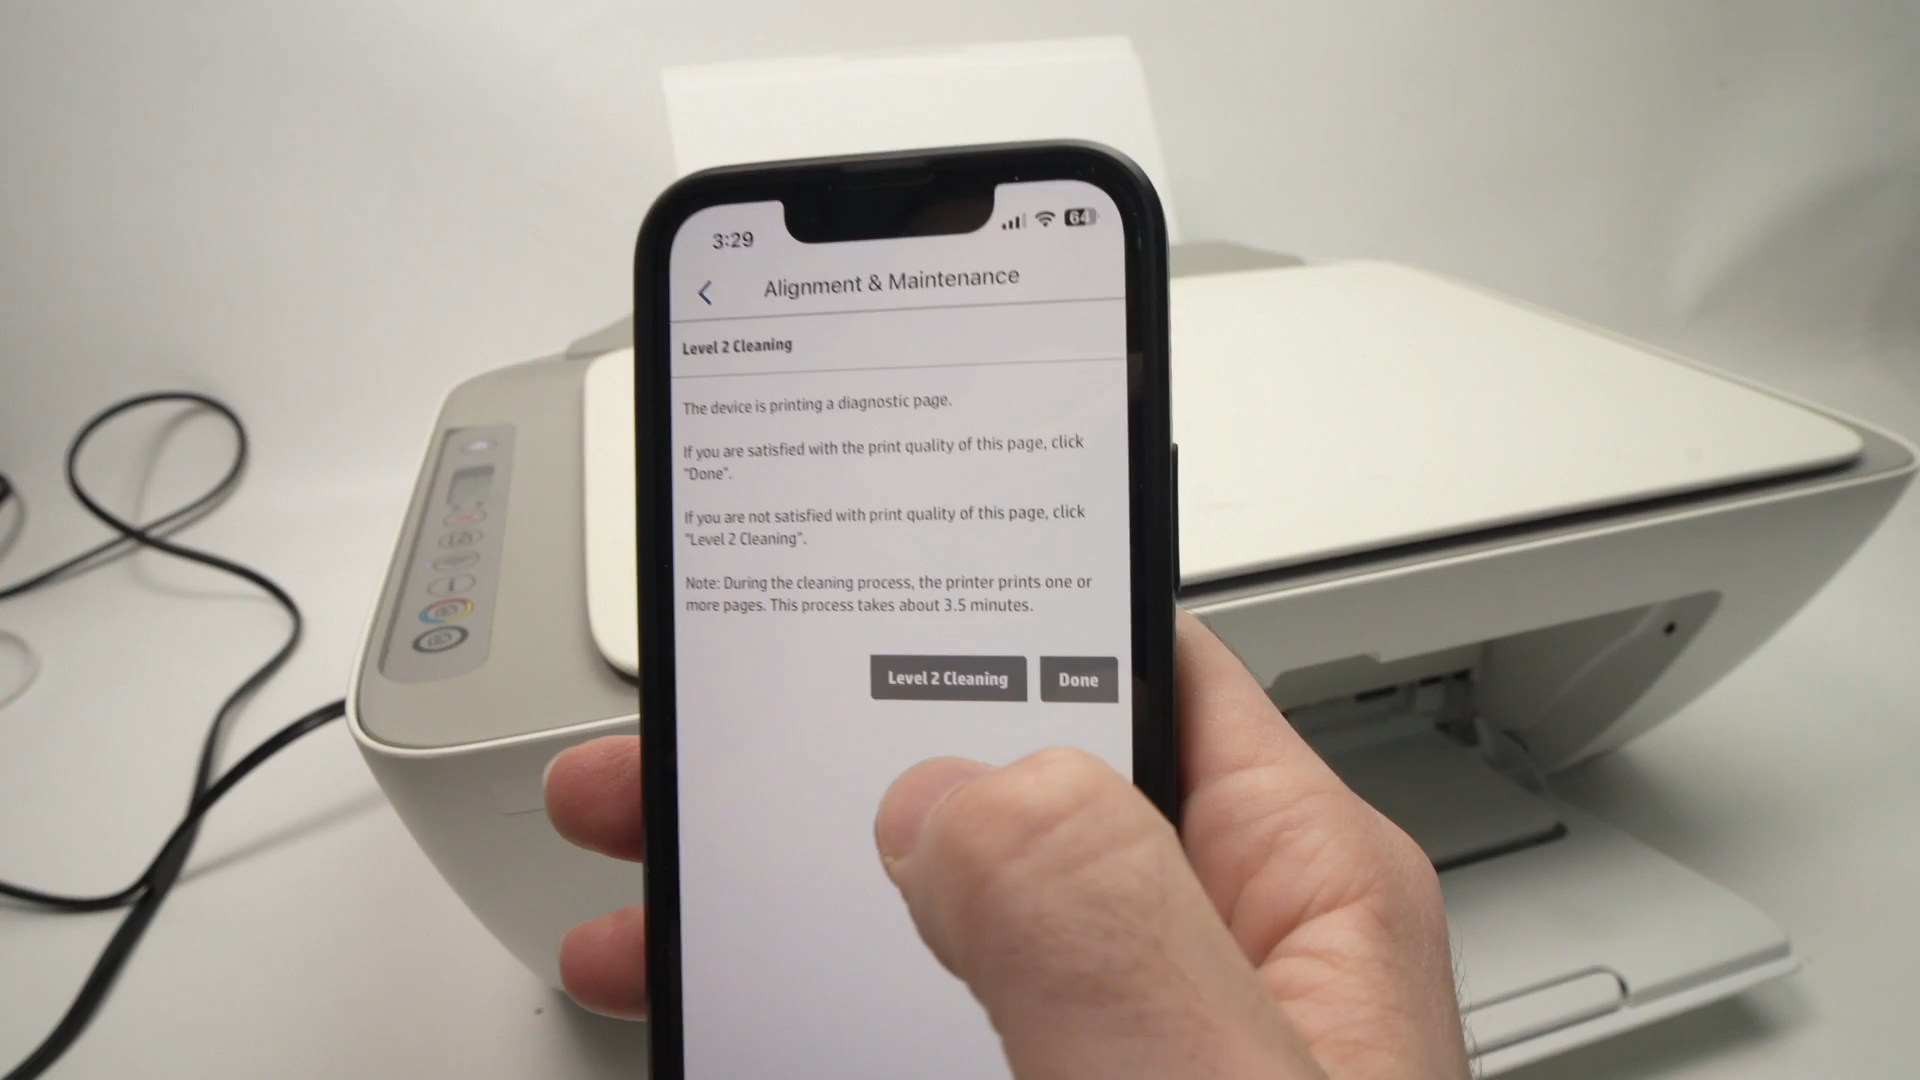 3:29
64
Alignment & Maintenance
Level 2 Cleaning
The device is printing a diagnostic page.
If you are satisfied with the print quality of this page, click
"Done".
If you are not satisfied with print quality of this page, click
"Level 2 Cleaning".
Note: During the cleaning process, the printer prints one or
more pages. This process takes about 3.5 minutes.
Level 2 Cleaning
Done